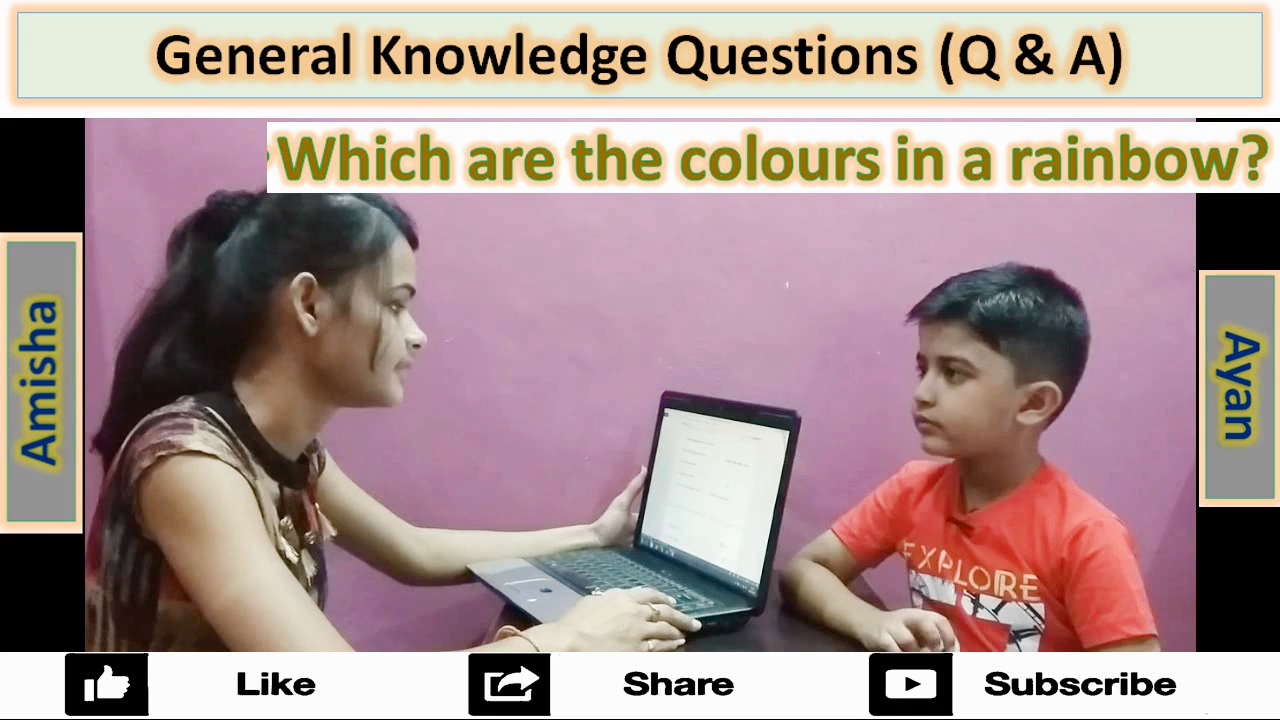 General Knowledge Questions (Q & A)
Which are the colours in a rainbow?
Amisha
Ayan
EXPLORE
Like
Share
Subscribe